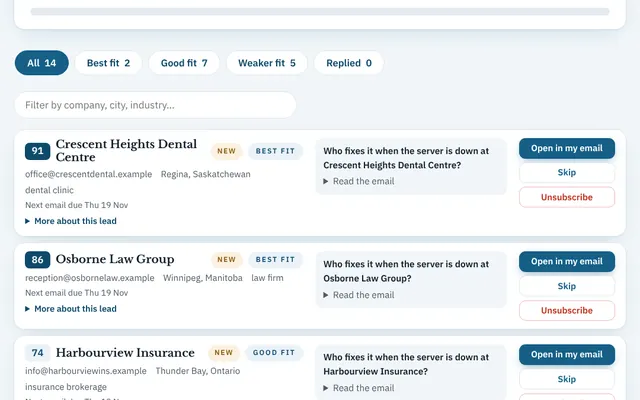 All 14
Best fit 2
Good fit 7
Weaker fit 5
Replied 0
Filter by company, city, industry...
91
Crescent Heights Dental
Centre
NEW
BEST FIT
office@crescentdental.example Regina, Saskatchewan
dental clinic
Next email due Thu 19 Nov
▶ More about this lead
Who fixes it when the server is down at
Crescent Heights Dental Centre?
▶ Read the email
Open in my email
Skip
Unsubscribe
86
Osborne Law Group
NEW
BEST FIT
reception@osbornelaw.example Winnipeg, Manitoba law firm
Next email due Thu 19 Nov
▶ More about this lead
Who fixes it when the server is down at
Osborne Law Group?
▶ Read the email
Open in my email
Skip
Unsubscribe
74
Harbourview Insurance
NEW
GOOD FIT
info@harbourviewins.example Thunder Bay, Ontario
insurance brokerage
Who fixes it when the server is down at
Harbourview Insurance?
▶ Read the email
Open in my email
Skip